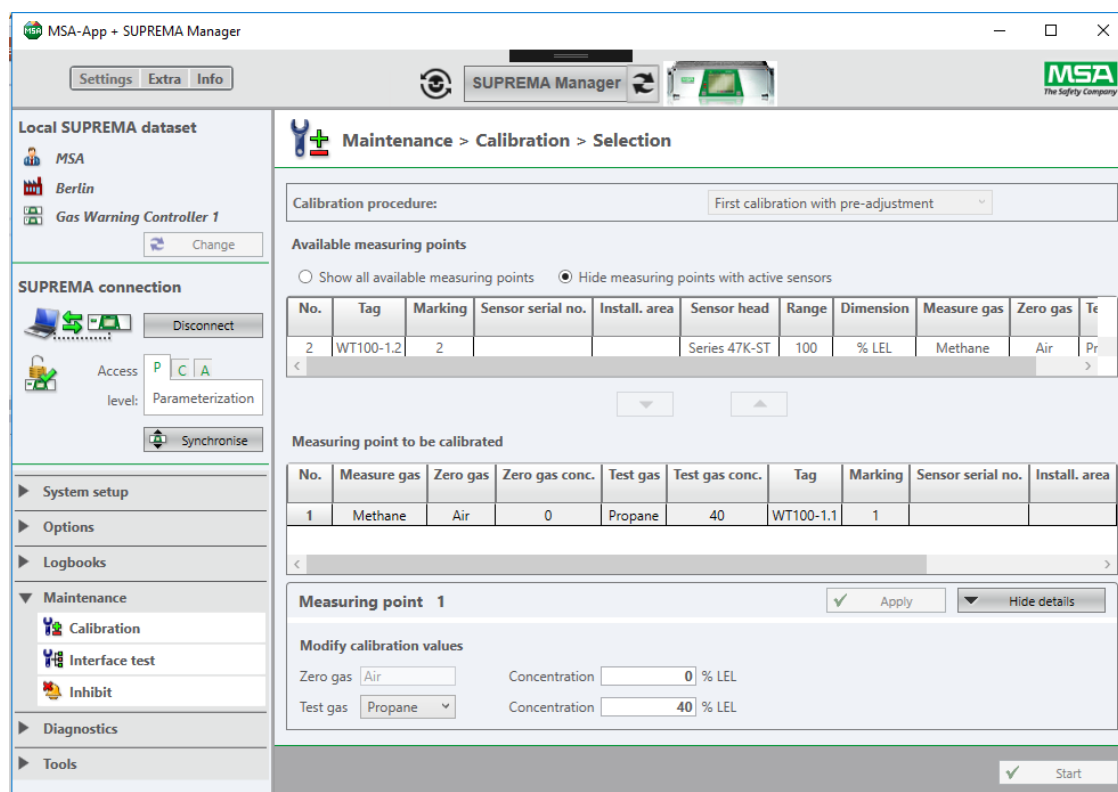 MSA-App + SUPREMA Manager
Settings Extra Info
SUPREMA Manager
MSA
The Safety Company
Local SUPREMA dataset
MSA
Berlin
Gas Warning Controller 1
Change
SUPREMA connection
Disconnect
Access level:
P C A
Parameterization
Synchronise
System setup
Options
Logbooks
Maintenance
Calibration
Interface test
Inhibit
Diagnostics
Tools
Maintenance > Calibration > Selection
Calibration procedure: First calibration with pre-adjustment
Available measuring points
Show all available measuring points Hide measuring points with active sensors
No. Tag Marking Sensor serial no. Install. area Sensor head Range Dimension Measure gas Zero gas Te
2 WT100-1.2 2 Series 47K-ST 100 % LEL Methane Air Pr
Measuring point to be calibrated
No. Measure gas Zero gas Zero gas conc. Test gas Test gas conc. Tag Marking Sensor serial no. Install. area
1 Methane Air 0 Propane 40 WT100-1.1 1
Measuring point 1 Apply Hide details
Modify calibration values
Zero gas Air Concentration 0 % LEL
Test gas Propane Concentration 40 % LEL
Start